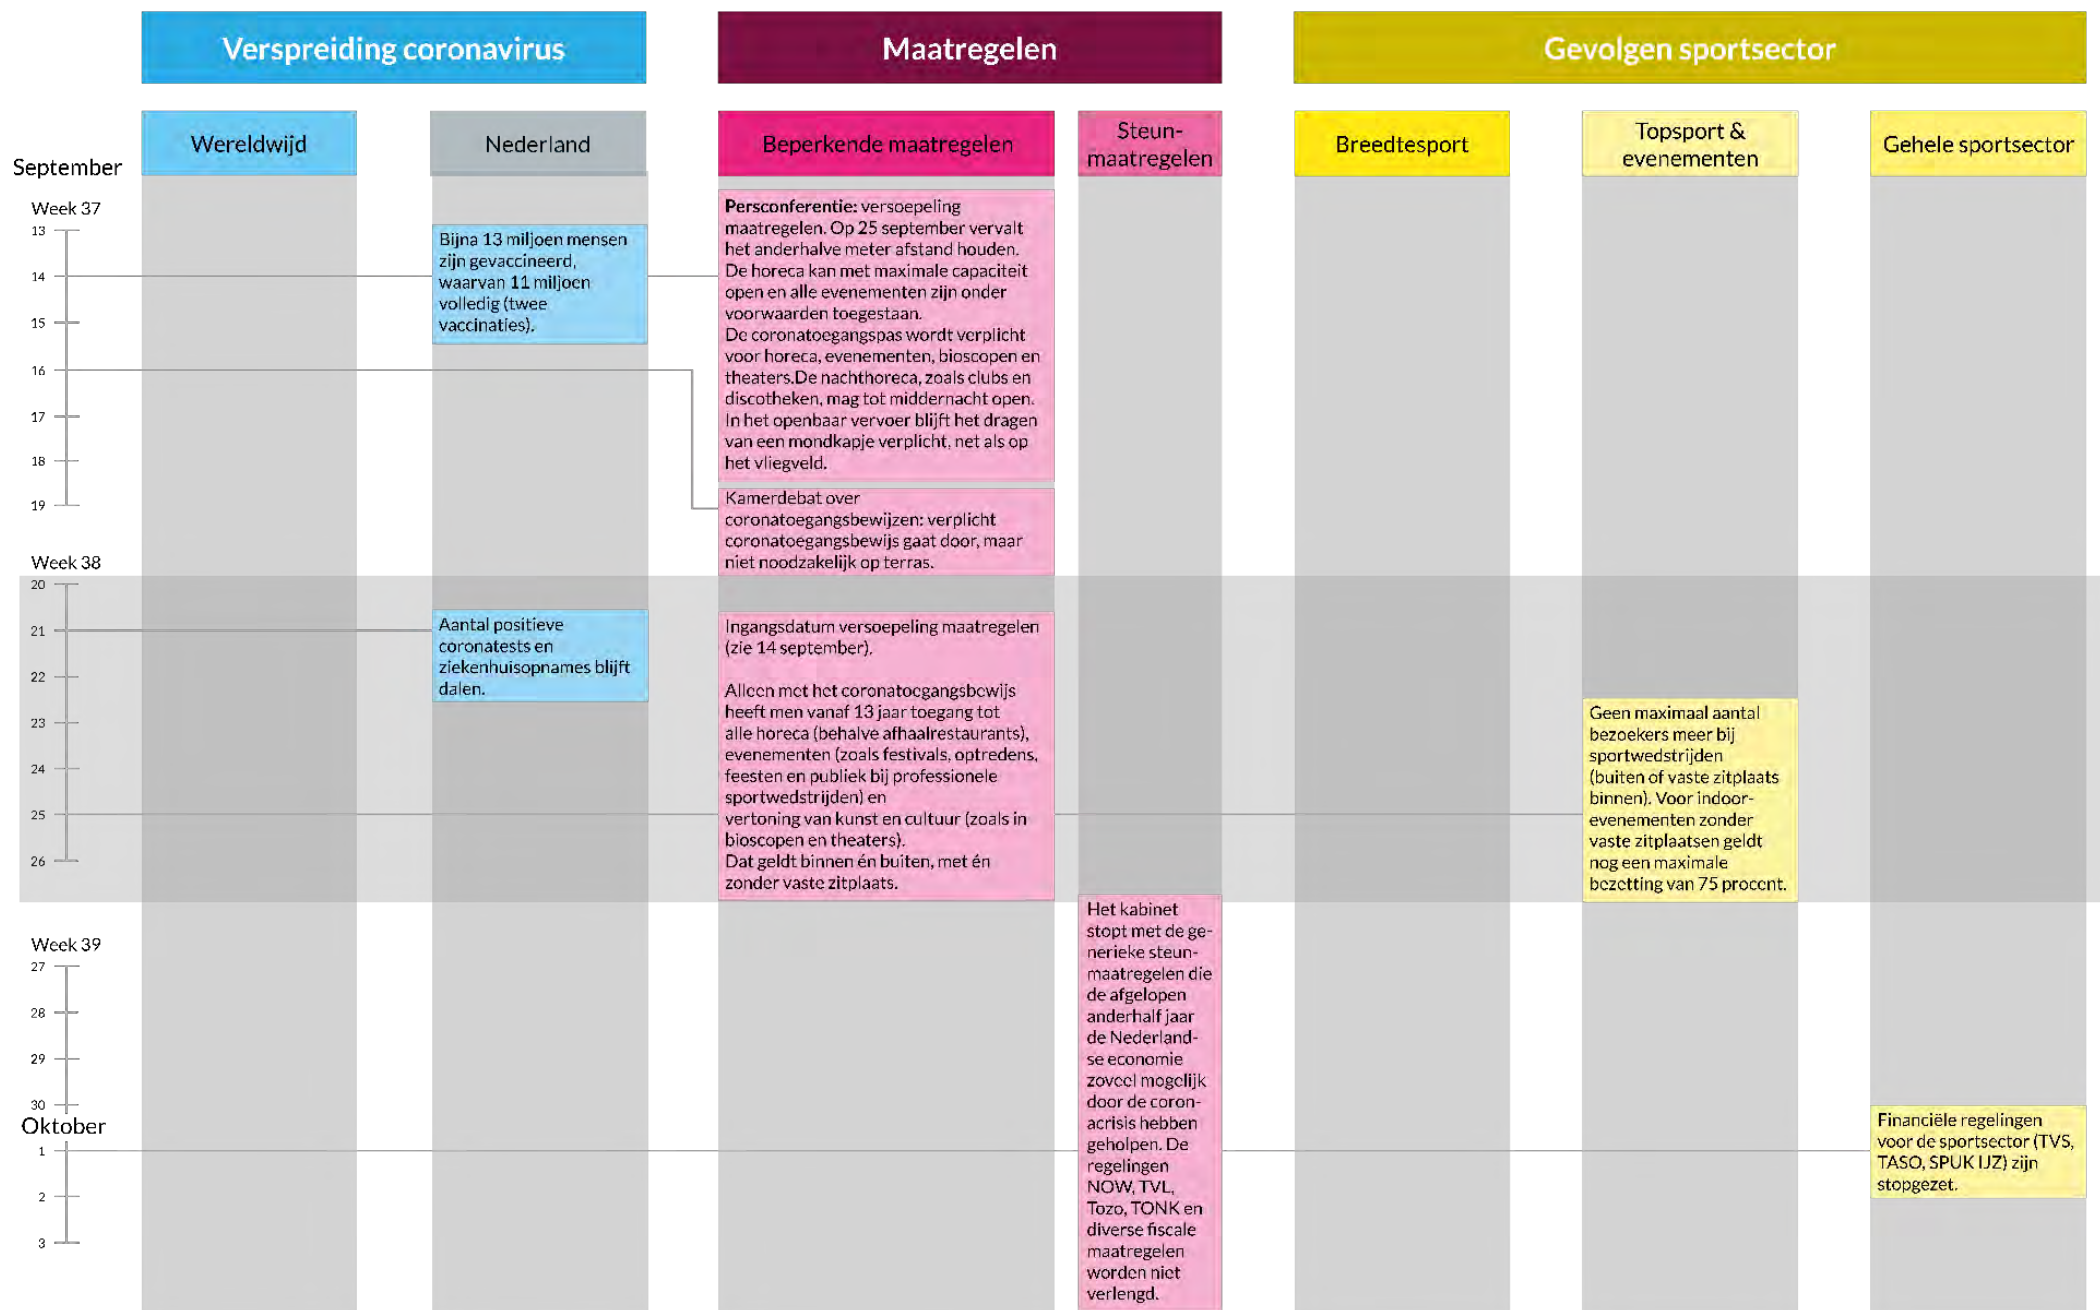 Verspreiding coronavirus
Maatregelen
Gevolgen sportsector
Wereldwijd
Nederland
Beperkende maatregelen
Steun-
maatregelen
Breedtesport
Topsport &
evenementen
Gehele sportsector
September
Week 37
13
14
15
16
17
18
19
Bijna 13 miljoen mensen
zijn gevaccineerd,
waarvan 11 miljoen
volledig (twee
vaccinaties).
Persconferentie: versoepeling
maatregelen. Op 25 september vervalt
het anderhalve meter afstand houden.
De horeca kan met maximale capaciteit
open en alle evenementen zijn onder
voorwaarden toegestaan.
De coronatoegangspas wordt verplicht
voor horeca, evenementen, bioscopen en
theaters.De nachthoreca, zoals clubs en
discotheken, mag tot middernacht open.
In het openbaar vervoer blijft het dragen
van een mondkapje verplicht, net als op
het vliegveld.
Kamerdebat over
coronatoegangsbewijzen: verplicht
coronatoegangsbewijs gaat door, maar
niet noodzakelijk op terras.
Week 38
20
21
22
23
24
25
26
Aantal positieve
coronatests en
ziekenhuisopnames blijft
dalen.
Ingangsdatum versoepeling maatregelen
(zie 14 september).
Alleen met het coronatoegangsbewijs
heeft men vanaf 13 jaar toegang tot
alle horeca (behalve afhaalrestaurants),
evenementen (zoals festivals, optredens,
feesten en publiek bij professionele
sportwedstrijden) en
vertoning van kunst en cultuur (zoals in
bioscopen en theaters).
Dat geldt binnen én buiten, met én
zonder vaste zitplaats.
Geen maximaal aantal
bezoekers meer bij
sportwedstrijden
(buiten of vaste zitplaats
binnen). Voor indoor-
evenementen zonder
vaste zitplaatsen geldt
nog een maximale
bezetting van 75 procent.
Week 39
27
28
29
30
Oktober
1
2
3
Het kabinet
stopt met de ge-
nerieke steun-
maatregelen die
de afgelopen
anderhalf jaar
de Nederland-
se economie
zoveel mogelijk
door de coron-
acrisis hebben
geholpen. De
regelingen
NOW, TVL,
Tozo, TONK en
diverse fiscale
maatregelen
worden niet
verlengd.
Financiële regelingen
voor de sportsector (TVS,
TASO, SPUK IJZ) zijn
stopgezet.